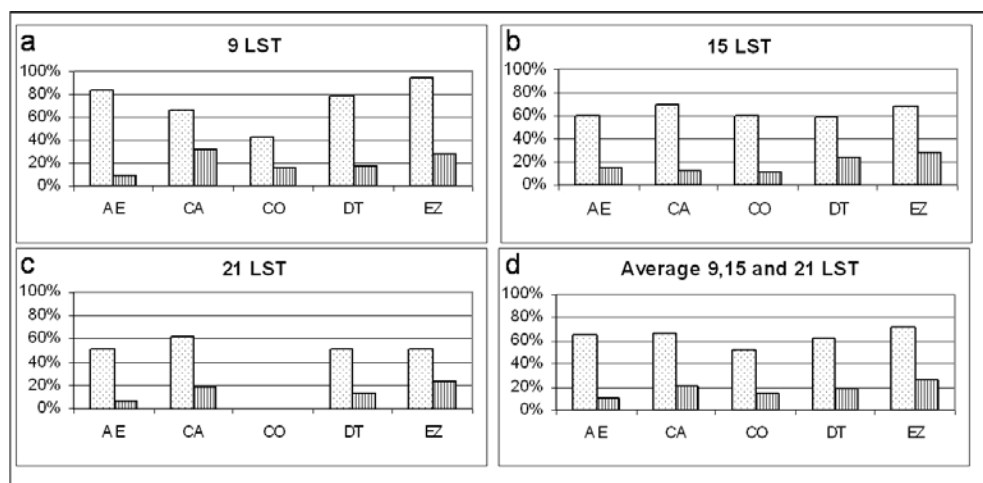 a
9 LST
100%
80%
60%
40%
20%
0%
AE CA CO DT EZ
b
15 LST
100%
80%
60%
40%
20%
0%
AE CA CO DT EZ
c
21 LST
100%
80%
60%
40%
20%
0%
AE CA CO DT EZ
d
Average 9,15 and 21 LST
100%
80%
60%
40%
20%
0%
AE CA CO DT EZ